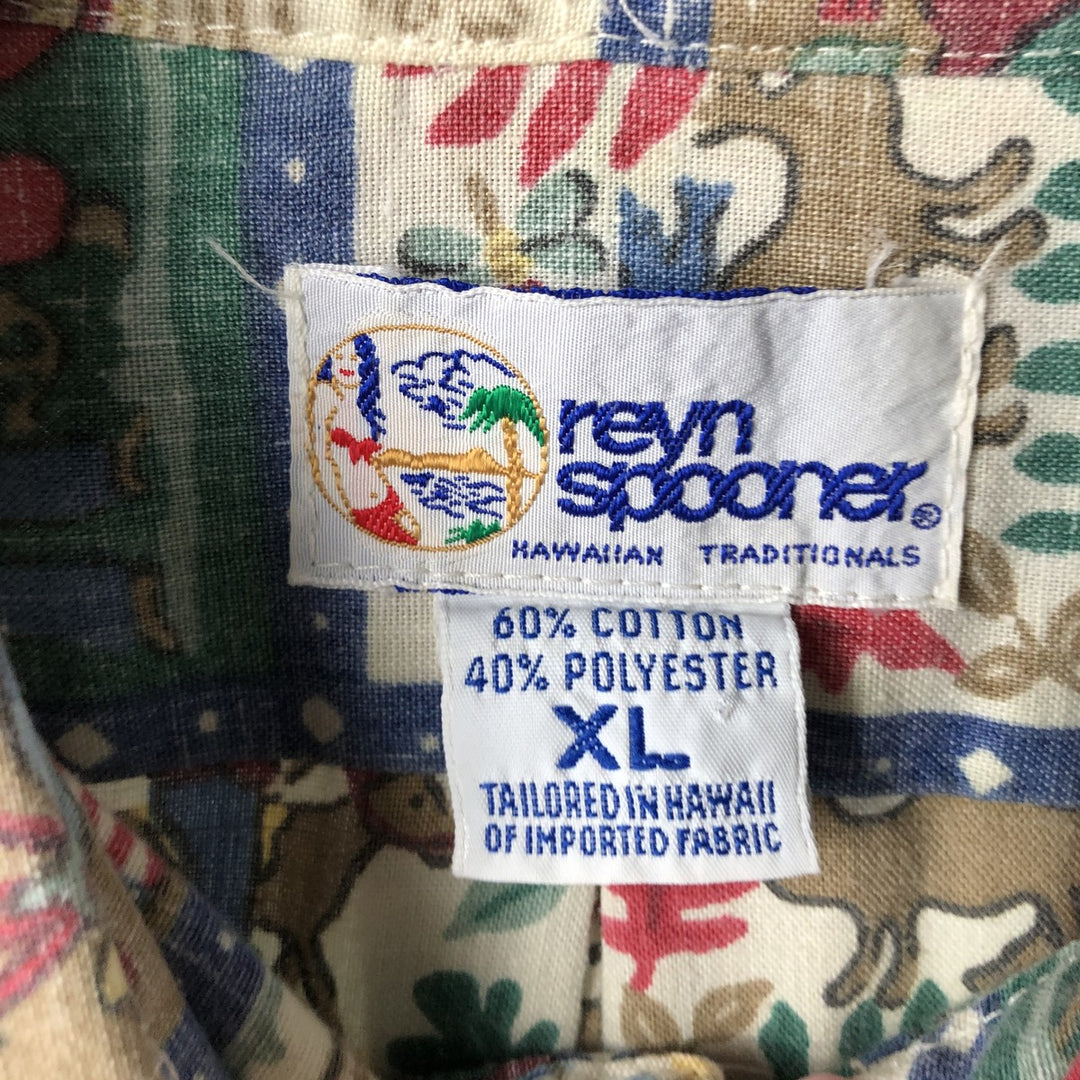 reyn
spooner®
HAWAIIAN TRADITIONALS
60% COTTON
40% POLYESTER
XL
TAILORED IN HAWAII
OF IMPORTED FABRIC